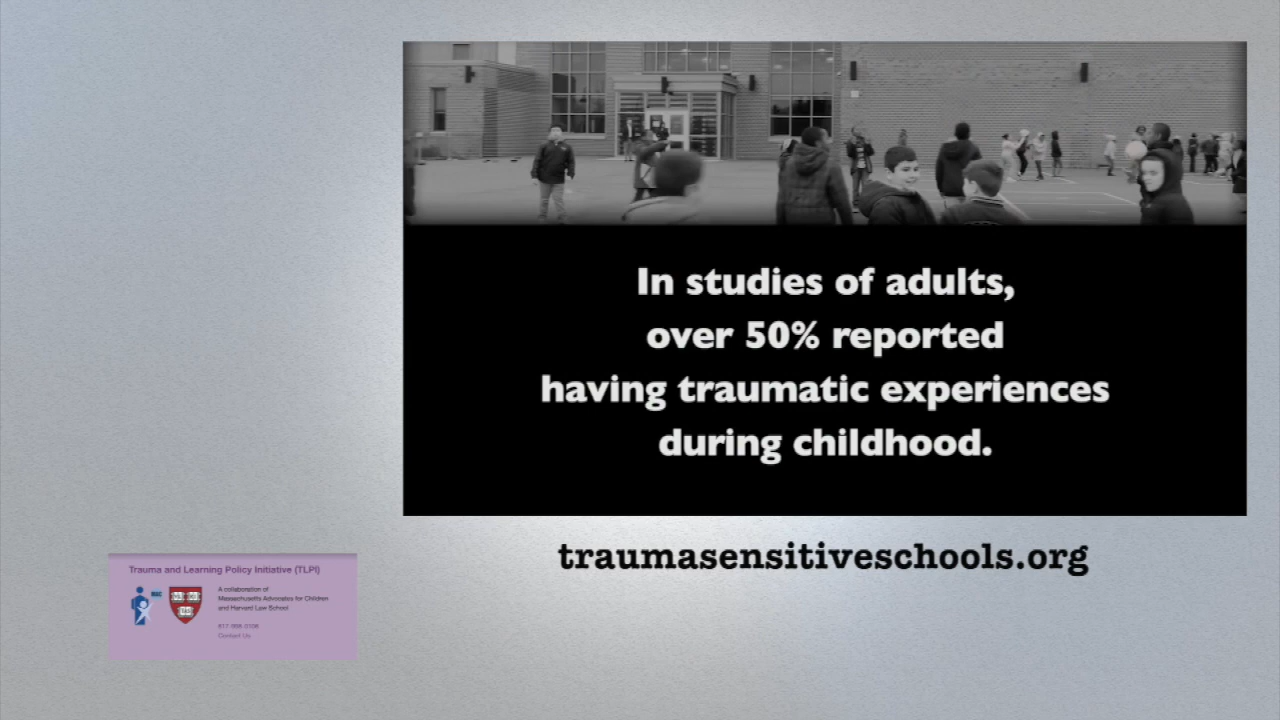 In studies of adults,
over 50% reported
having traumatic experiences
during childhood.
traumasensitiveschools.org
Trauma and Learning Policy Initiative (TLPI)
A collaboration of
Massachusetts Advocates for Children
and Harvard Law School
Contact Us